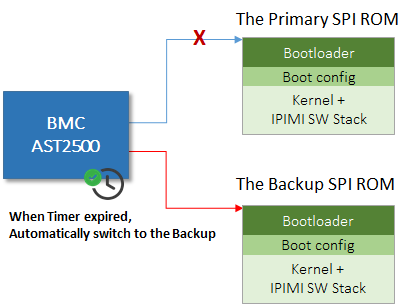 The Primary SPI ROM
X
Bootloader
Boot config
Kernel +
IPIMI SW Stack
BMC
AST2500
When Timer expired,
Automatically switch to the Backup
The Backup SPI ROM
Bootloader
Boot config
Kernel +
IPIMI SW Stack